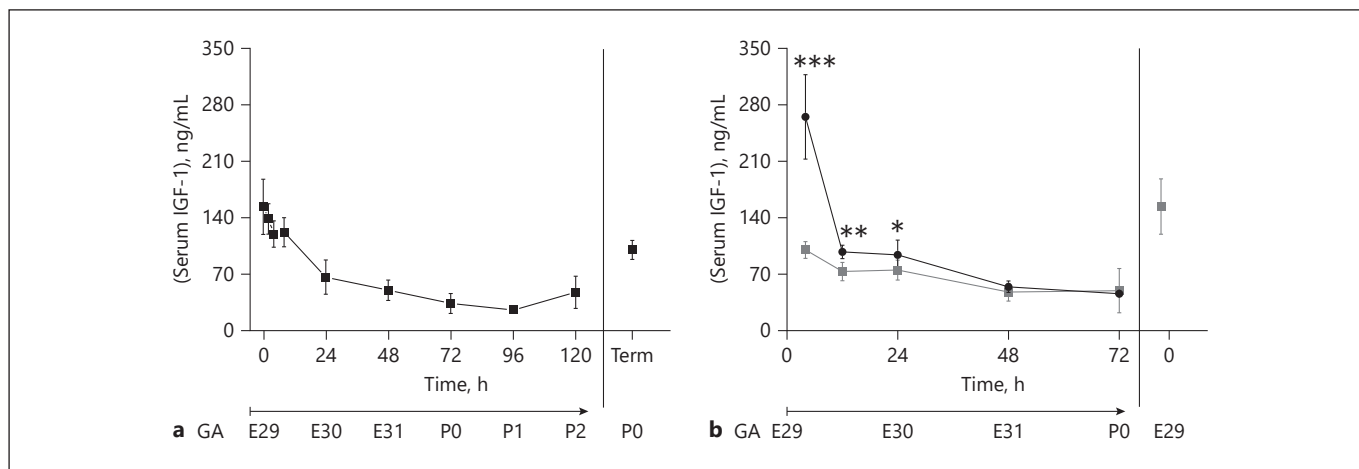 350
280
210
140
70
0
(Serum IGF-1), ng/mL
0 24 48 72 96 120 Term
Time, h
a GA E29 E30 E31 P0 P1 P2 P0
350
280
210
140
70
0
(Serum IGF-1), ng/mL
***
**
*
0 24 48 72 0
Time, h
b GA E29 E30 E31 P0 E29